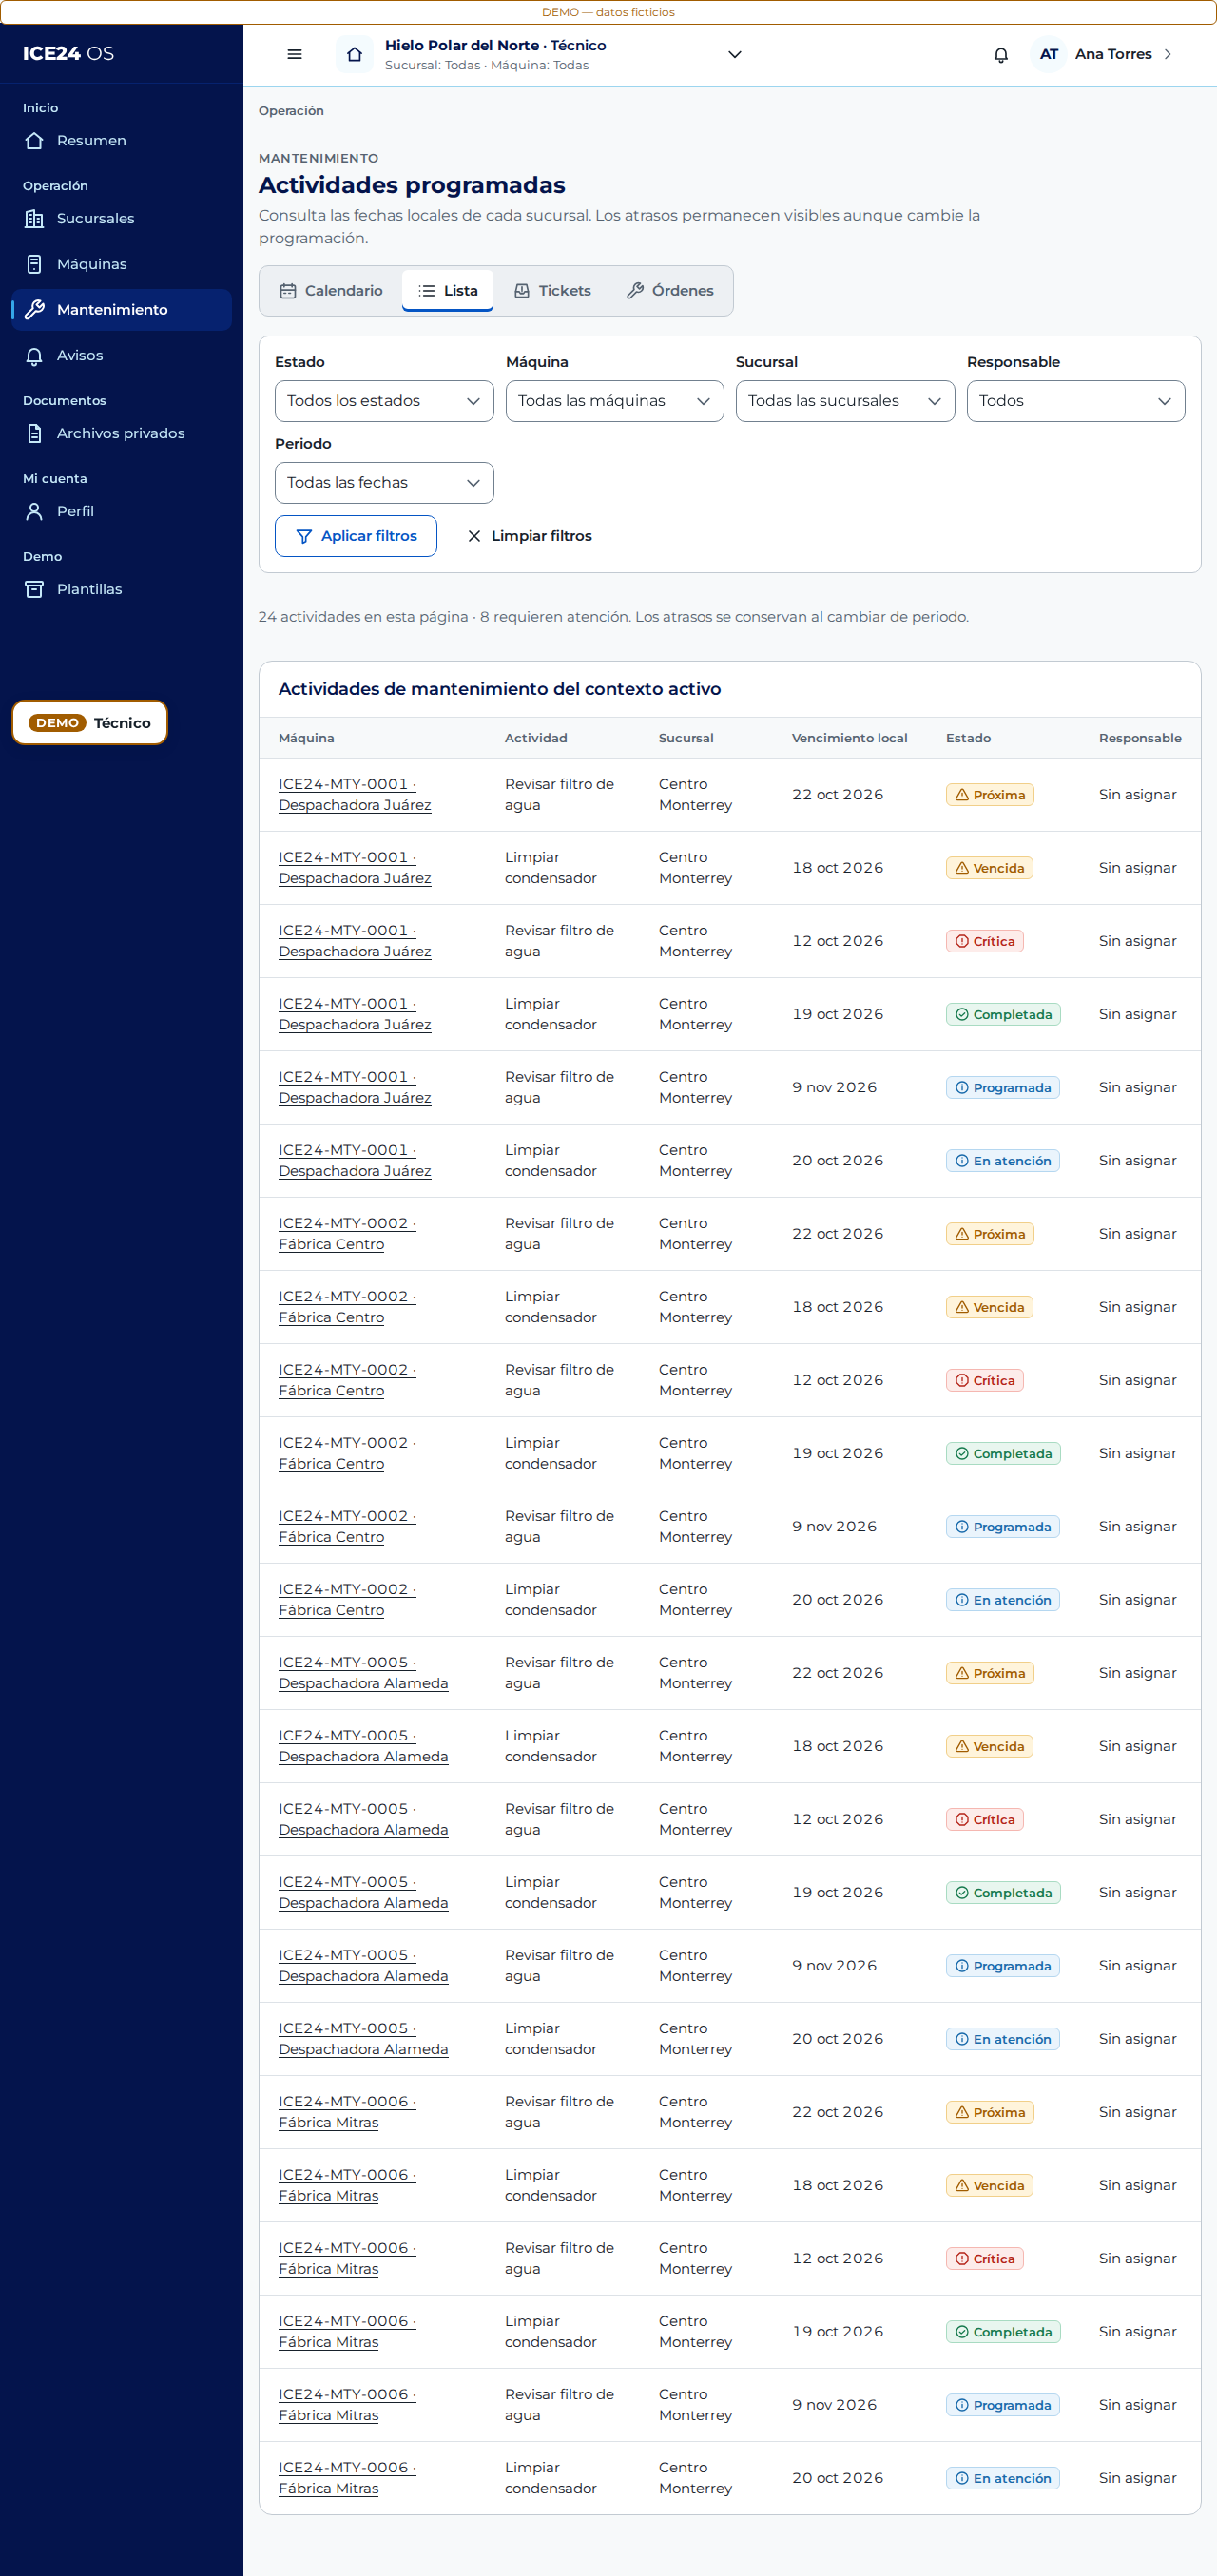 DEMO — datos ficticios
ICE24 OS
Inicio
Resumen
Operación
Sucursales
Máquinas
Mantenimiento
Avisos
Documentos
Archivos privados
Mi cuenta
Perfil
Demo
Plantillas
DEMO Técnico
Hielo Polar del Norte · Técnico
Sucursal: Todas · Máquina: Todas
AT Ana Torres
Operación
MANTENIMIENTO
Actividades programadas
Consulta las fechas locales de cada sucursal. Los atrasos permanecen visibles aunque cambie la
programación.
Calendario Lista Tickets Órdenes
Estado Máquina Sucursal Responsable
Todos los estados Todas las máquinas Todas las sucursales Todos
Periodo
Todas las fechas
Aplicar filtros Limpiar filtros
24 actividades en esta página · 8 requieren atención. Los atrasos se conservan al cambiar de periodo.
Actividades de mantenimiento del contexto activo
Máquina Actividad Sucursal Vencimiento local Estado Responsable
ICE24-MTY-0001 · Despachadora Juárez Revisar filtro de agua Centro Monterrey 22 oct 2026 Próxima Sin asignar
ICE24-MTY-0001 · Despachadora Juárez Limpiar condensador Centro Monterrey 18 oct 2026 Vencida Sin asignar
ICE24-MTY-0001 · Despachadora Juárez Revisar filtro de agua Centro Monterrey 12 oct 2026 Crítica Sin asignar
ICE24-MTY-0001 · Despachadora Juárez Limpiar condensador Centro Monterrey 19 oct 2026 Completada Sin asignar
ICE24-MTY-0001 · Despachadora Juárez Revisar filtro de agua Centro Monterrey 9 nov 2026 Programada Sin asignar
ICE24-MTY-0001 · Despachadora Juárez Limpiar condensador Centro Monterrey 20 oct 2026 En atención Sin asignar
ICE24-MTY-0002 · Fábrica Centro Revisar filtro de agua Centro Monterrey 22 oct 2026 Próxima Sin asignar
ICE24-MTY-0002 · Fábrica Centro Limpiar condensador Centro Monterrey 18 oct 2026 Vencida Sin asignar
ICE24-MTY-0002 · Fábrica Centro Revisar filtro de agua Centro Monterrey 12 oct 2026 Crítica Sin asignar
ICE24-MTY-0002 · Fábrica Centro Limpiar condensador Centro Monterrey 19 oct 2026 Completada Sin asignar
ICE24-MTY-0002 · Fábrica Centro Revisar filtro de agua Centro Monterrey 9 nov 2026 Programada Sin asignar
ICE24-MTY-0002 · Fábrica Centro Limpiar condensador Centro Monterrey 20 oct 2026 En atención Sin asignar
ICE24-MTY-0005 · Despachadora Alameda Revisar filtro de agua Centro Monterrey 22 oct 2026 Próxima Sin asignar
ICE24-MTY-0005 · Despachadora Alameda Limpiar condensador Centro Monterrey 18 oct 2026 Vencida Sin asignar
ICE24-MTY-0005 · Despachadora Alameda Revisar filtro de agua Centro Monterrey 12 oct 2026 Crítica Sin asignar
ICE24-MTY-0005 · Despachadora Alameda Limpiar condensador Centro Monterrey 19 oct 2026 Completada Sin asignar
ICE24-MTY-0005 · Despachadora Alameda Revisar filtro de agua Centro Monterrey 9 nov 2026 Programada Sin asignar
ICE24-MTY-0005 · Despachadora Alameda Limpiar condensador Centro Monterrey 20 oct 2026 En atención Sin asignar
ICE24-MTY-0006 · Fábrica Mitras Revisar filtro de agua Centro Monterrey 22 oct 2026 Próxima Sin asignar
ICE24-MTY-0006 · Fábrica Mitras Limpiar condensador Centro Monterrey 18 oct 2026 Vencida Sin asignar
ICE24-MTY-0006 · Fábrica Mitras Revisar filtro de agua Centro Monterrey 12 oct 2026 Crítica Sin asignar
ICE24-MTY-0006 · Fábrica Mitras Limpiar condensador Centro Monterrey 19 oct 2026 Completada Sin asignar
ICE24-MTY-0006 · Fábrica Mitras Revisar filtro de agua Centro Monterrey 9 nov 2026 Programada Sin asignar
ICE24-MTY-0006 · Fábrica Mitras Limpiar condensador Centro Monterrey 20 oct 2026 En atención Sin asignar